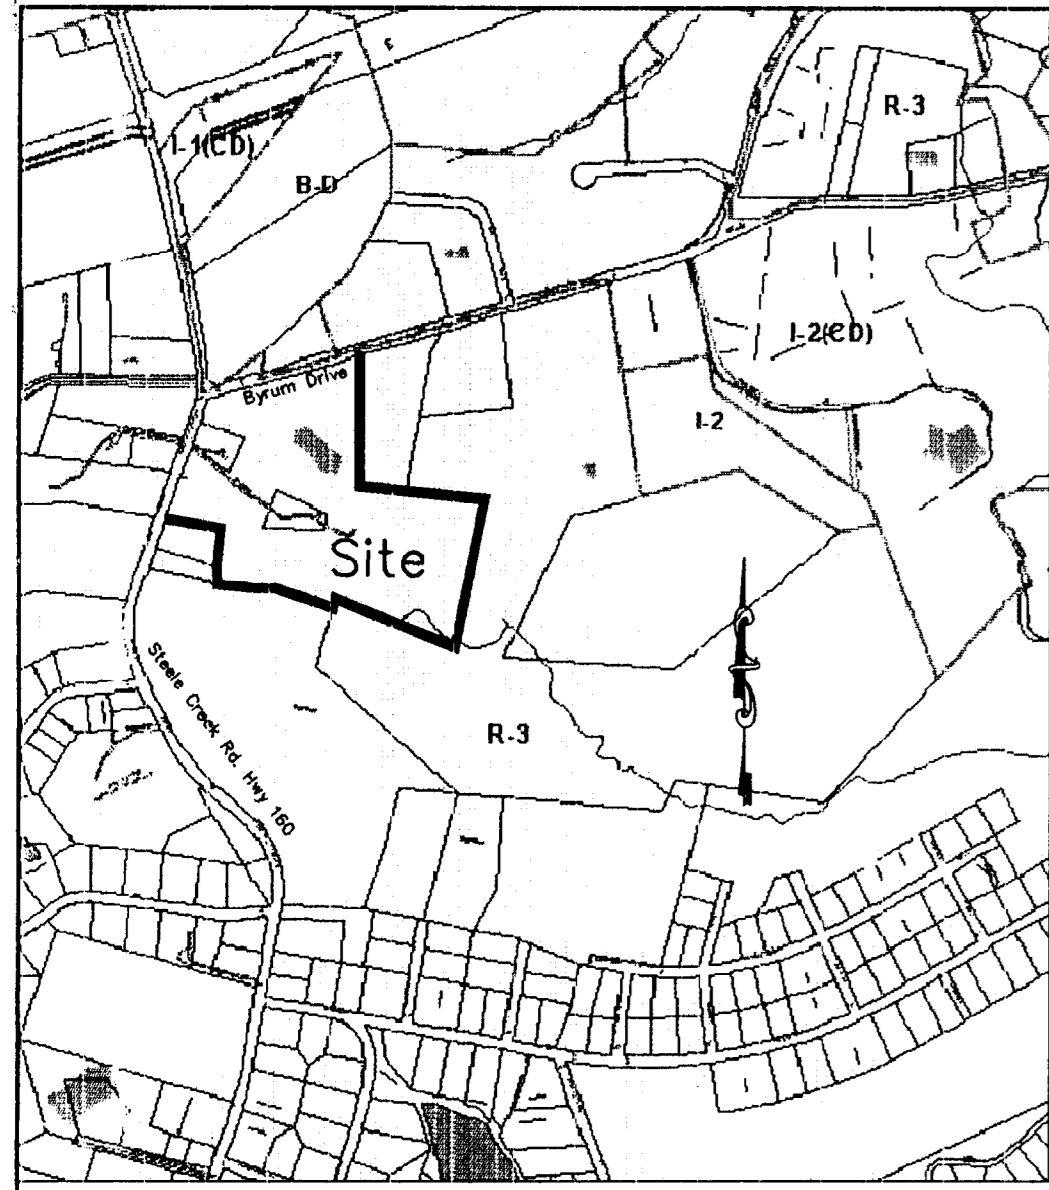 R-3
I-1(CD)
B-D
I-2(CD)
Byrum Drive
I-2
Site
Steele Creek Rd. Hwy 160
R-3